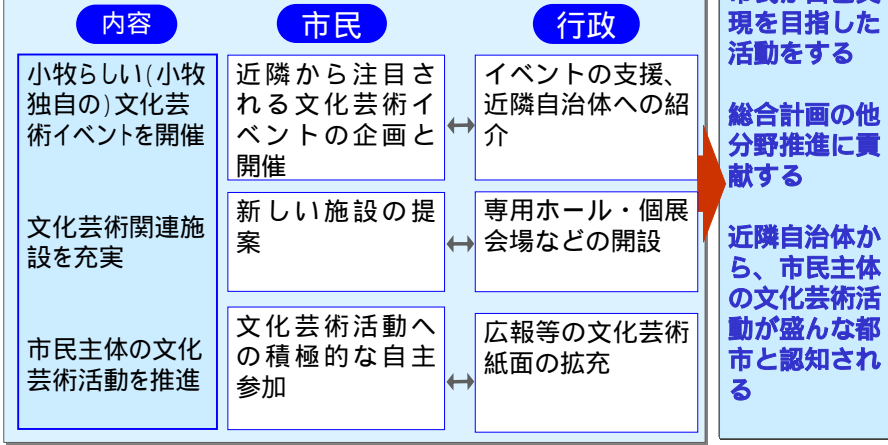 内容
市民
行政
小牧らしい(小牧
独自の)文化芸
術イベントを開催
近隣から注目さ
れる文化芸術イ
ベントの企画と
開催
イベントの支援、
近隣自治体への紹
介
文化芸術関連施
設を充実
新しい施設の提
案
専用ホール・個展
会場などの開設
市民主体の文化
芸術活動を推進
文化芸術活動へ
の積極的な自主
参加
広報等の文化芸術
紙面の拡充
現を目指した
活動をする
総合計画の他
分野推進に貢
献する
近隣自治体か
ら、市民主体
の文化芸術活
動が盛んな都
市と認知され
る